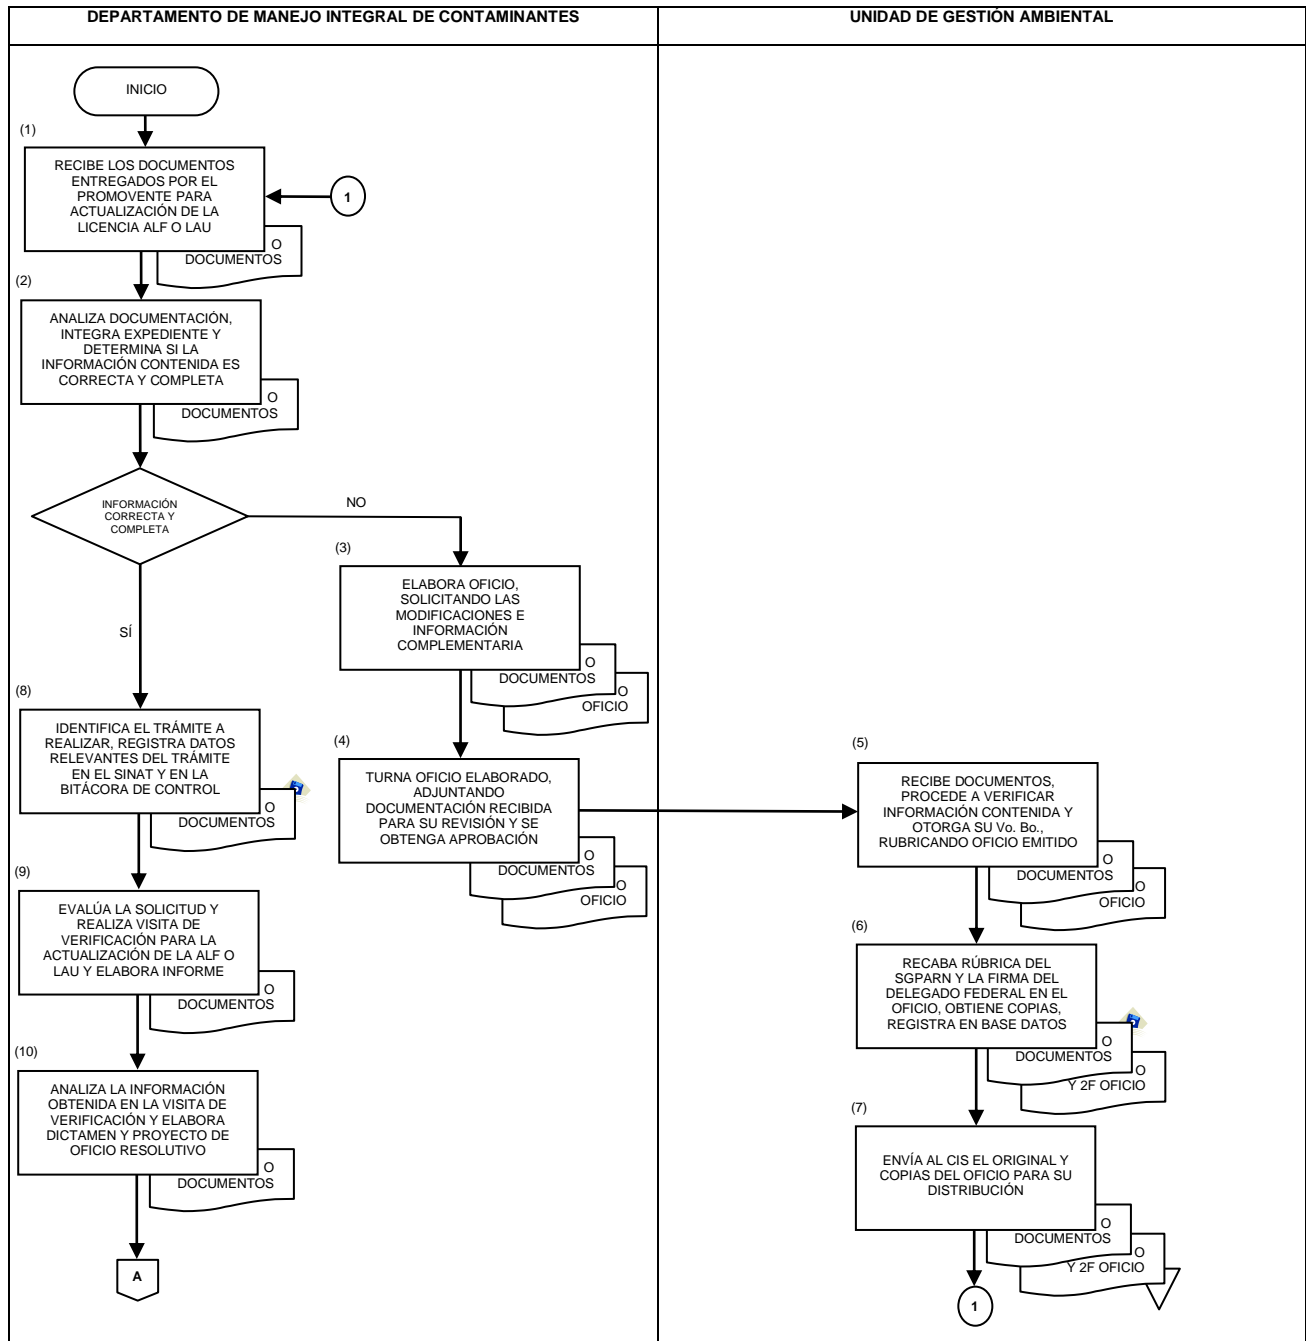 DEPARTAMENTO DE MANEJO INTEGRAL DE CONTAMINANTES
UNIDAD DE GESTIÓN AMBIENTAL
INICIO
(1)
RECIBE LOS DOCUMENTOS
ENTREGADOS POR EL
PROMOVENTE PARA
ACTUALIZACIÓN DE LA
LICENCIA ALF O LAU
1
O
DOCUMENTOS
(2)
ANALIZA DOCUMENTACIÓN,
INTEGRA EXPEDIENTE Y
DETERMINA SI LA
INFORMACIÓN CONTENIDA ES
CORRECTA Y COMPLETA
O
DOCUMENTOS
INFORMACIÓN
CORRECTA Y
COMPLETA
NO
SÍ
(3)
ELABORA OFICIO,
SOLICITANDO LAS
MODIFICACIONES E
INFORMACIÓN
COMPLEMENTARIA
O
DOCUMENTOS
O
OFICIO
(4)
TURNA OFICIO ELABORADO,
ADJUNTANDO
DOCUMENTACIÓN RECIBIDA
PARA SU REVISIÓN Y SE
OBTENGA APROBACIÓN
O
DOCUMENTOS
O
OFICIO
(5)
RECIBE DOCUMENTOS,
PROCEDE A VERIFICAR
INFORMACIÓN CONTENIDA Y
OTORGA SU Vo. Bo.,
RUBRICANDO OFICIO EMITIDO
O
DOCUMENTOS
O
OFICIO
(6)
RECABA RÚBRICA DEL
SGPARN Y LA FIRMA DEL
DELEGADO FEDERAL EN EL
OFICIO, OBTIENE COPIAS,
REGISTRA EN BASE DATOS
O
DOCUMENTOS
O
Y 2F OFICIO
(7)
ENVÍA AL CIS EL ORIGINAL Y
COPIAS DEL OFICIO PARA SU
DISTRIBUCIÓN
O
DOCUMENTOS
O
Y 2F OFICIO
1
(8)
IDENTIFICA EL TRÁMITE A
REALIZAR, REGISTRA DATOS
RELEVANTES DEL TRÁMITE
EN EL SINAT Y EN LA
BITÁCORA DE CONTROL
O
DOCUMENTOS
(9)
EVALÚA LA SOLICITUD Y
REALIZA VISITA DE
VERIFICACIÓN PARA LA
ACTUALIZACIÓN DE LA ALF O
LAU Y ELABORA INFORME
O
DOCUMENTOS
(10)
ANALIZA LA INFORMACIÓN
OBTENIDA EN LA VISITA DE
VERIFICACIÓN Y ELABORA
DICTAMEN Y PROYECTO DE
OFICIO RESOLUTIVO
O
DOCUMENTOS
A